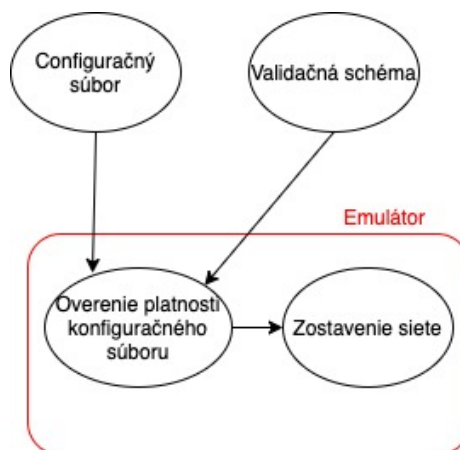 Configuračný
súbor
Validačná schéma
Emulátor
Overenie platnosti
konfiguračného
súboru
Zostavenie siete